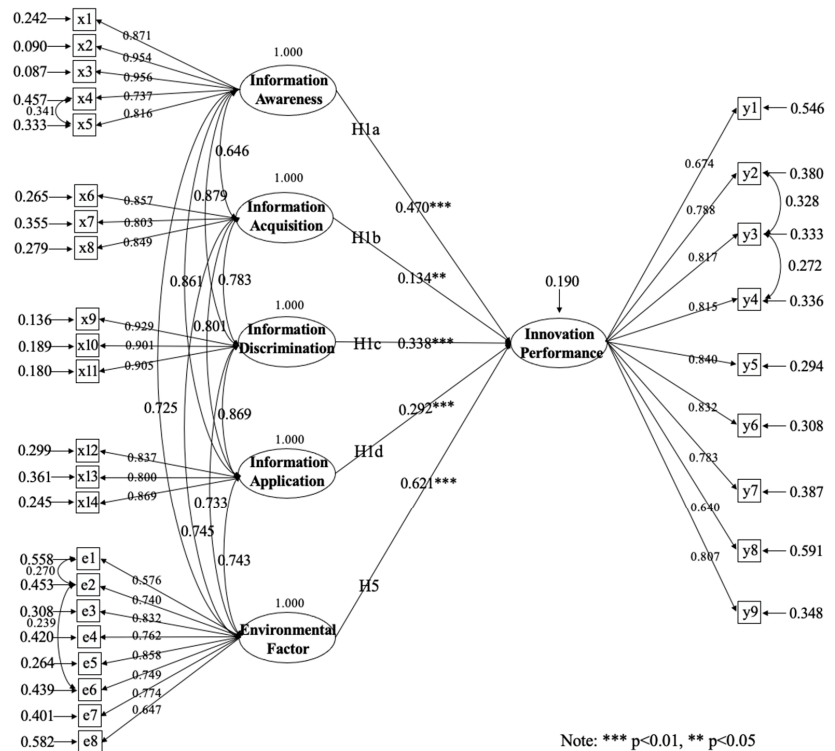 0.242
x1
0.871
0.090
x2
0.954
0.087
x3
0.956
0.457
x4
0.737
0.341
0.333
x5
0.816
1.000
Information
Awareness
0.646
0.879
H1a
0.470***
0.265
x6
0.857
0.355
x7
0.803
0.279
x8
0.849
1.000
Information
Acquisition
H1b
0.134**
0.861
0.783
0.801
0.136
x9
0.929
0.189
x10
0.901
0.180
x11
0.905
1.000
Information
Discrimination
H1c
0.338***
0.725
0.869
0.299
x12
0.837
0.361
x13
0.800
0.245
x14
0.869
1.000
Information
Application
H1d
0.292***
0.733
0.745
0.743
0.621***
0.558
e1
0.576
0.270
0.453
e2
0.740
0.308
e3
0.832
0.239
0.420
e4
0.762
0.264
e5
0.858
0.439
e6
0.749
0.401
e7
0.774
0.582
e8
0.647
1.000
Environmental
Factor
H5
0.190
Innovation
Performance
0.674
y1
0.546
0.788
y2
0.380
0.328
0.817
y3
0.333
0.272
0.815
y4
0.336
0.840
y5
0.294
0.832
y6
0.308
0.783
y7
0.387
0.640
y8
0.591
0.807
y9
0.348
Note: *** p<0.01, ** p<0.05